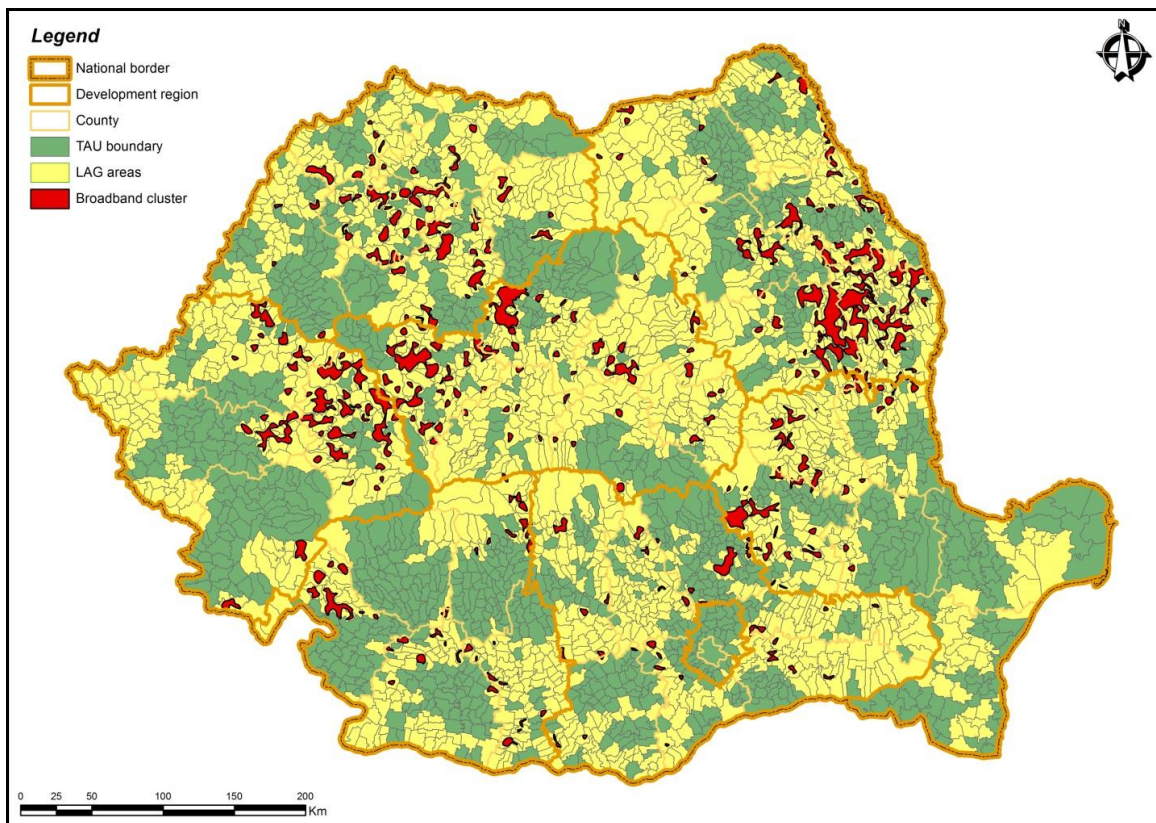 Legend
National border
Development region
County
TAU boundary
LAG areas
Broadband cluster
N
0 25 50 100 150 200
Km